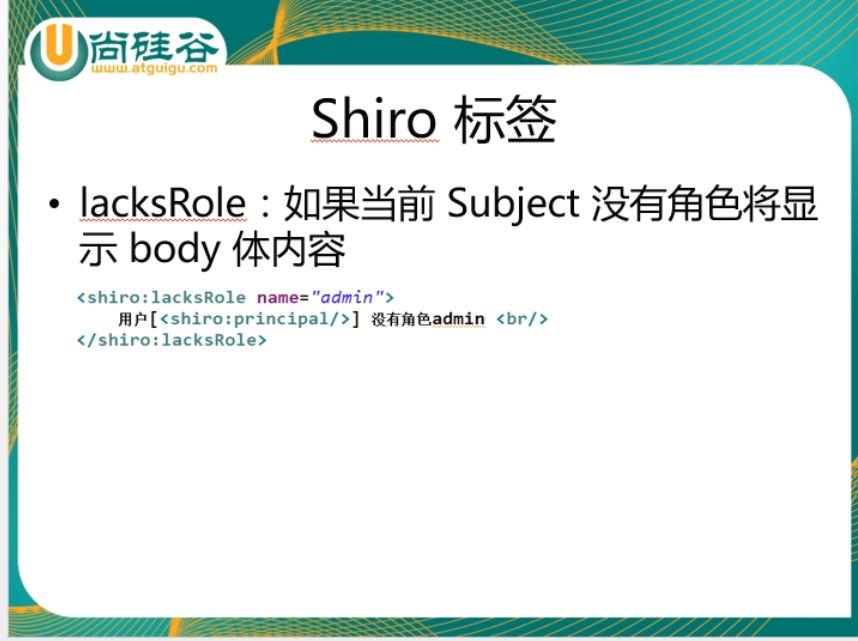 尚硅谷
www.atguigu.com
Shiro 标签
• lacksRole：如果当前 Subject 没有角色将显
示 body 体内容
<shiro:lacksRole name="admin">
用户[<shiro:principal/>] 没有角色admin <br/>
</shiro:lacksRole>